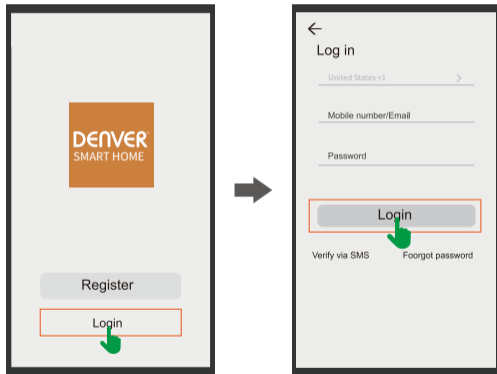 DENVER
SMART HOME
Register
Login
Log in
United States +1
Mobile number/Email
Password
Login
Verify via SMS
Foorgot password